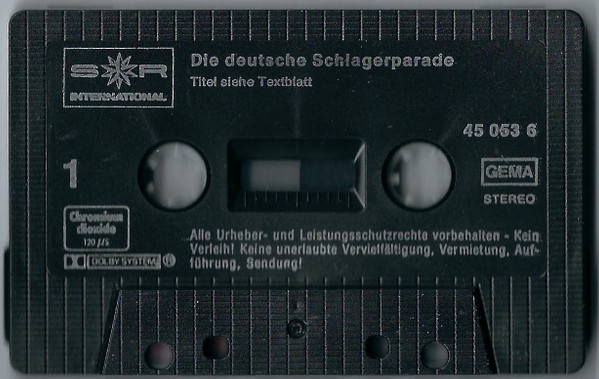 Die deutsche Schlagerparade
Titel siehe Textblatt
S R
INTERNATIONAL
45 053 6
1
GEMA
STEREO
Chromium
dioxide
120 µs
DOLBY SYSTEM ®
Alle Urheber- und Leistungsschutzrechte vorbehalten - Kein
Verleih! Keine unerlaubte Vervielfältigung, Vermietung, Auf-
führung, Sendung!